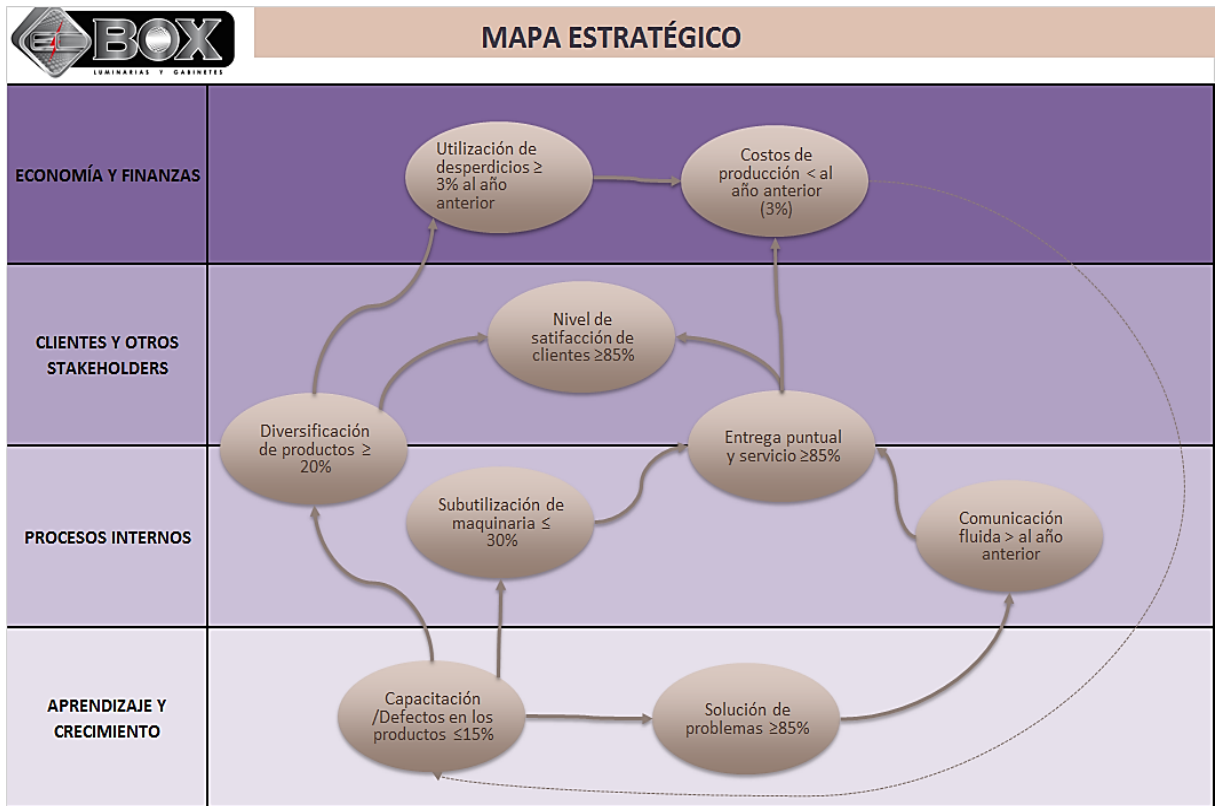 EC BOX
LUMINARIAS Y GABINETES
MAPA ESTRATÉGICO
ECONOMÍA Y FINANZAS
Utilización de
desperdicios ≥
3% al año
anterior
Costos de
producción < al
año anterior
(3%)
CLIENTES Y OTROS
STAKEHOLDERS
Nivel de
satifacción de
clientes ≥85%
Diversificación
de productos ≥
20%
Entrega puntual
y servicio ≥85%
PROCESOS INTERNOS
Subutilización de
maquinaria ≤
30%
Comunicación
fluida > al año
anterior
APRENDIZAJE Y
CRECIMIENTO
Capacitación
/Defectos en los
productos ≤15%
Solución de
problemas ≥85%